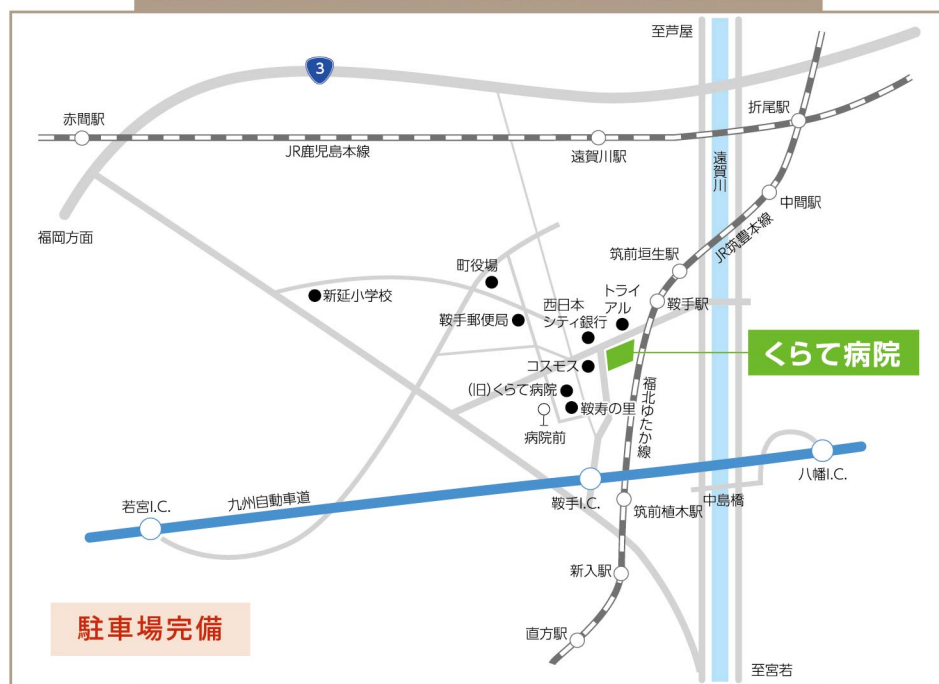 至芦屋
3
赤間駅
折尾駅
JR鹿児島本線
遠賀川駅
遠賀川
中間駅
福岡方面
JR筑豊本線
筑前垣生駅
町役場
新延小学校
西日本
シティ銀行
トライ
アル
鞍手駅
鞍手郵便局
くらて病院
コスモス
(旧)くらて病院
鞍寿の里
病院前
福北ゆたか線
八幡I.C.
若宮I.C.
九州自動車道
鞍手I.C.
中島橋
筑前植木駅
新入駅
駐車場完備
直方駅
至宮若